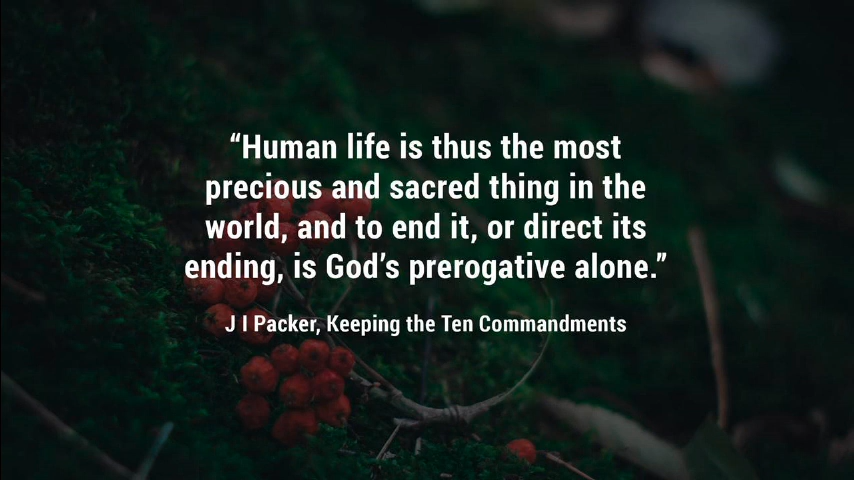 “Human life is thus the most
precious and sacred thing in the
world, and to end it, or direct its
ending, is God’s prerogative alone.”
J I Packer, Keeping the Ten Commandments